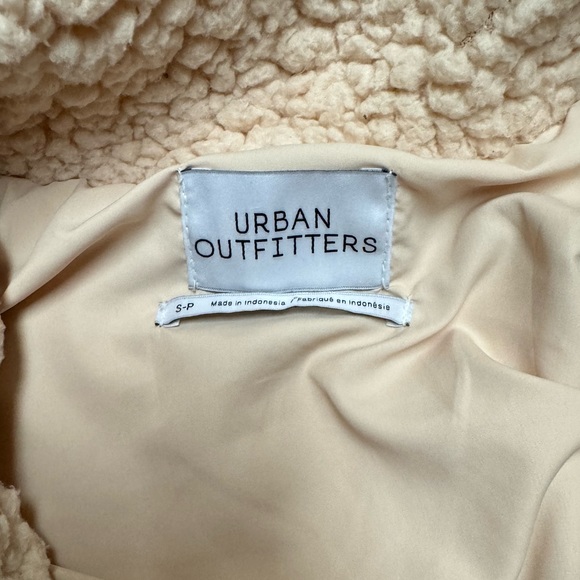 URBAN
OUTFITTERS
S-P Made in Indonesia / Fabriqué en Indonésie